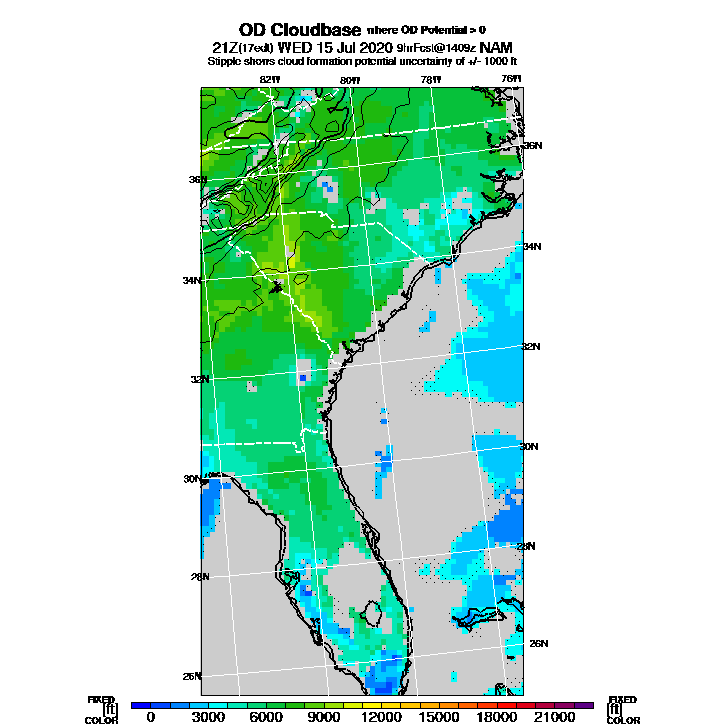 OD Cloudbase where OD Potential > 0
21Z(17edt) WED 15 Jul 2020 9hrFcst@1409z NAM
Stipple shows cloud formation potential uncertainty of +/- 1000 ft
82W 80W 78W 76W
36N
36N
34N
34N
32N
32N
30N
30N
28N
28N
26N
26N
FIXED FIXED
[ft] 0 3000 6000 9000 12000 15000 18000 21000 [ft]
COLOR COLOR